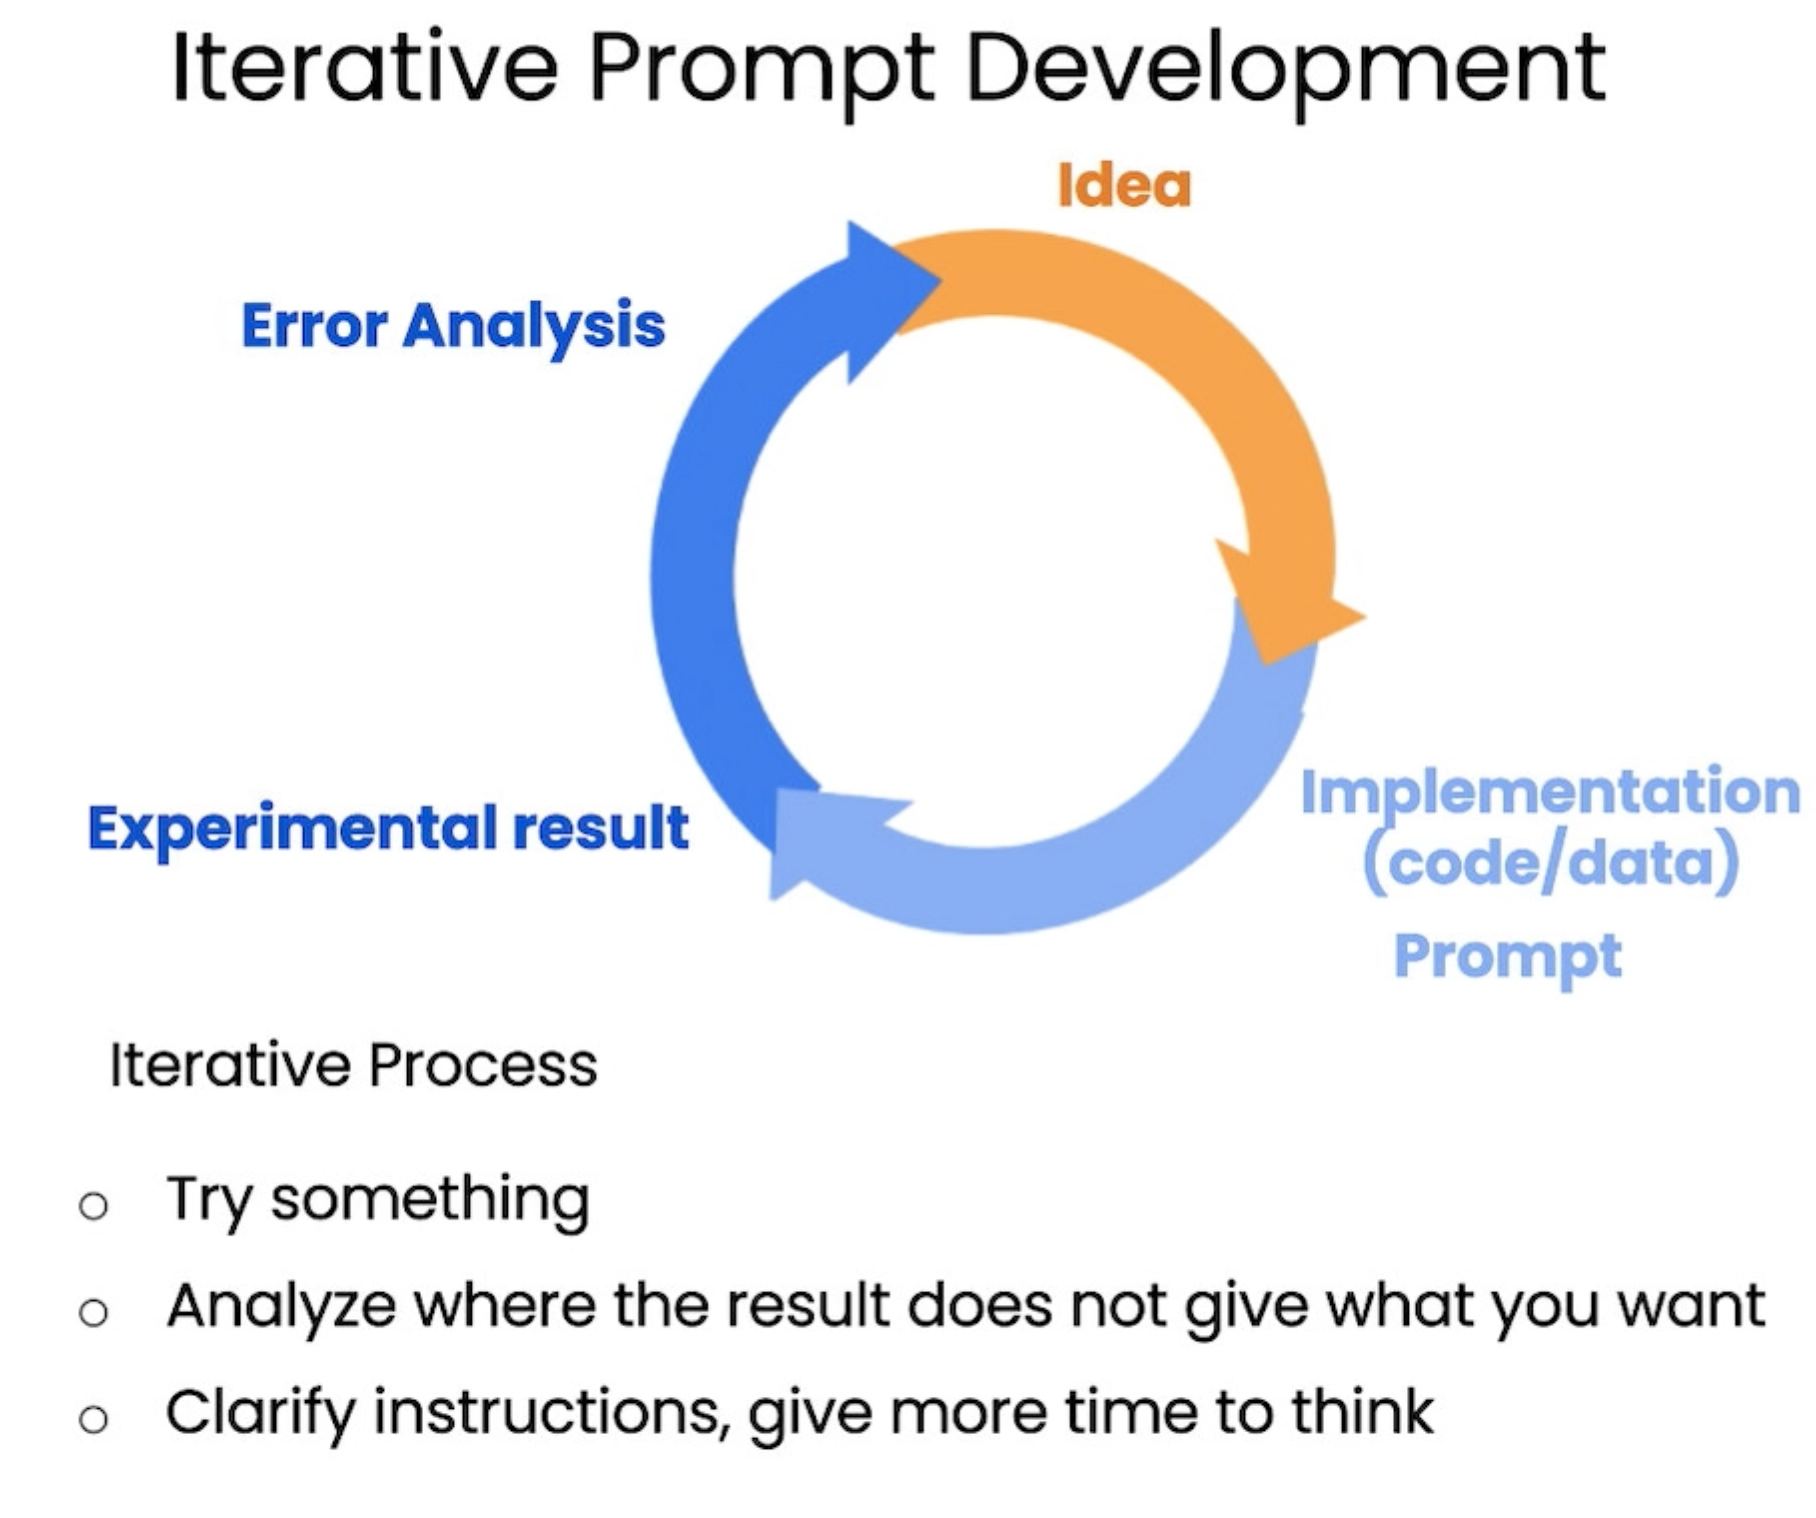 Iterative Prompt Development
Idea
Error Analysis
Implementation
(code/data)
Prompt
Experimental result
Iterative Process
Try something
Analyze where the result does not give what you want
Clarify instructions, give more time to think